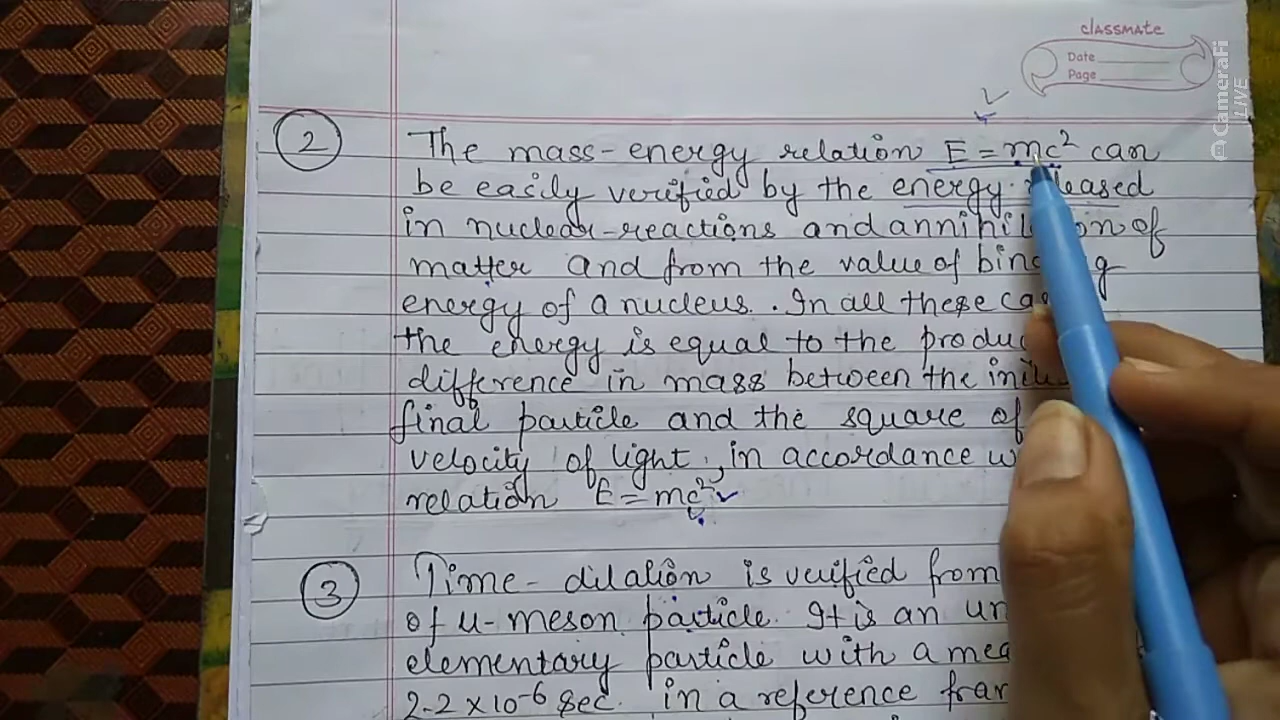 classmate
Date
Page
CameraFi
LIVE
2 The mass-energy relation E=mc² can
be easily verified by the energy released
in nuclear-reactions and annihilation of
matter and from the value of binding
energy of a nucleus. In all these
the energy is equal to the
difference in mass between the
final particle and the square of
velocity of light, in accordance
relation E=mc²
3 Time-dilation is verified from
of μ-meson particle. It is an
elementary particle with a
2.2×10⁻⁶ sec. in a reference